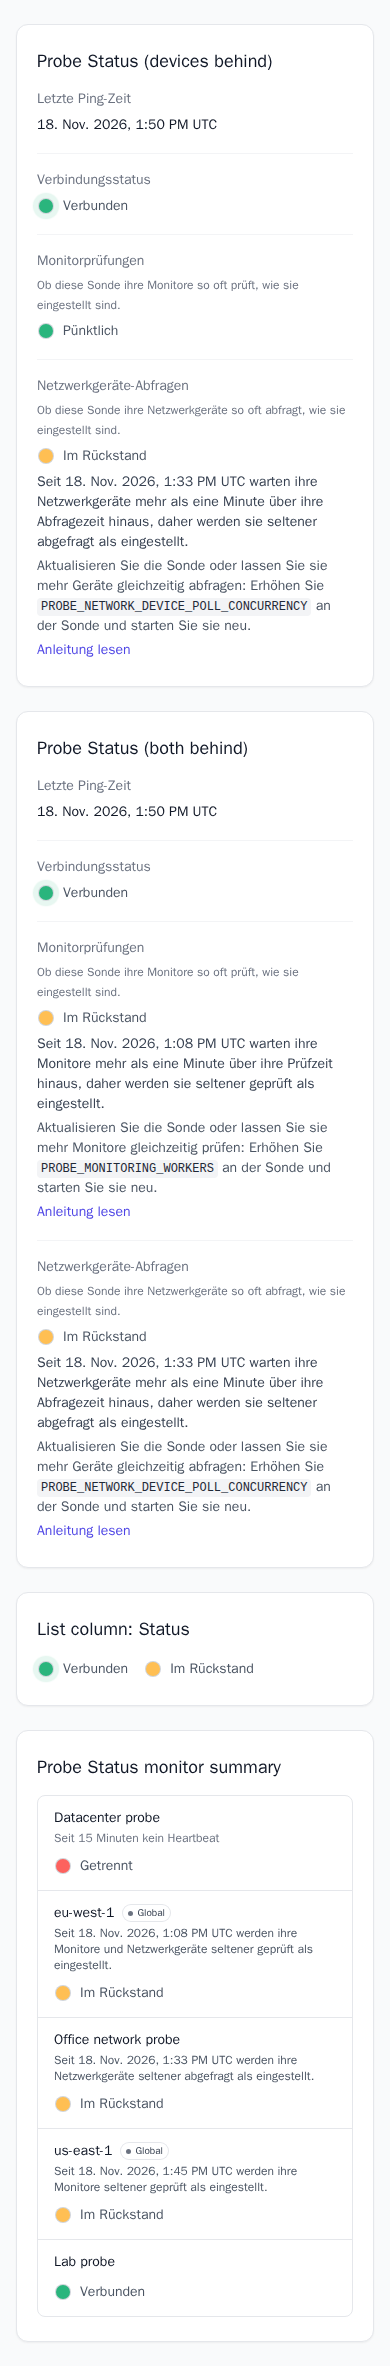 Probe Status (devices behind)
Letzte Ping-Zeit
18. Nov. 2026, 1:50 PM UTC
Verbindungsstatus
Verbunden
Monitorprüfungen
Ob diese Sonde ihre Monitore so oft prüft, wie sie
eingestellt sind.
Pünktlich
Netzwerkgeräte-Abfragen
Ob diese Sonde ihre Netzwerkgeräte so oft abfragt, wie sie
eingestellt sind.
Im Rückstand
Seit 18. Nov. 2026, 1:33 PM UTC warten ihre
Netzwerkgeräte mehr als eine Minute über ihre
Abfragezeit hinaus, daher werden sie seltener
abgefragt als eingestellt.
Aktualisieren Sie die Sonde oder lassen Sie sie
mehr Geräte gleichzeitig abfragen: Erhöhen Sie
PROBE_NETWORK_DEVICE_POLL_CONCURRENCY an
der Sonde und starten Sie sie neu.
Anleitung lesen
Probe Status (both behind)
Letzte Ping-Zeit
18. Nov. 2026, 1:50 PM UTC
Verbindungsstatus
Verbunden
Monitorprüfungen
Ob diese Sonde ihre Monitore so oft prüft, wie sie
eingestellt sind.
Im Rückstand
Seit 18. Nov. 2026, 1:08 PM UTC warten ihre
Monitore mehr als eine Minute über ihre Prüfzeit
hinaus, daher werden sie seltener geprüft als
eingestellt.
Aktualisieren Sie die Sonde oder lassen Sie sie
mehr Monitore gleichzeitig prüfen: Erhöhen Sie
PROBE_MONITORING_WORKERS an der Sonde und
starten Sie sie neu.
Anleitung lesen
Netzwerkgeräte-Abfragen
Ob diese Sonde ihre Netzwerkgeräte so oft abfragt, wie sie
eingestellt sind.
Im Rückstand
Seit 18. Nov. 2026, 1:33 PM UTC warten ihre
Netzwerkgeräte mehr als eine Minute über ihre
Abfragezeit hinaus, daher werden sie seltener
abgefragt als eingestellt.
Aktualisieren Sie die Sonde oder lassen Sie sie
mehr Geräte gleichzeitig abfragen: Erhöhen Sie
PROBE_NETWORK_DEVICE_POLL_CONCURRENCY an
der Sonde und starten Sie sie neu.
Anleitung lesen
List column: Status
Verbunden Im Rückstand
Probe Status monitor summary
Datacenter probe
Seit 15 Minuten kein Heartbeat
Getrennt
eu-west-1 Global
Seit 18. Nov. 2026, 1:08 PM UTC werden ihre
Monitore und Netzwerkgeräte seltener geprüft als
eingestellt.
Im Rückstand
Office network probe
Seit 18. Nov. 2026, 1:33 PM UTC werden ihre
Netzwerkgeräte seltener abgefragt als eingestellt.
Im Rückstand
us-east-1 Global
Seit 18. Nov. 2026, 1:45 PM UTC werden ihre
Monitore seltener geprüft als eingestellt.
Im Rückstand
Lab probe
Verbunden